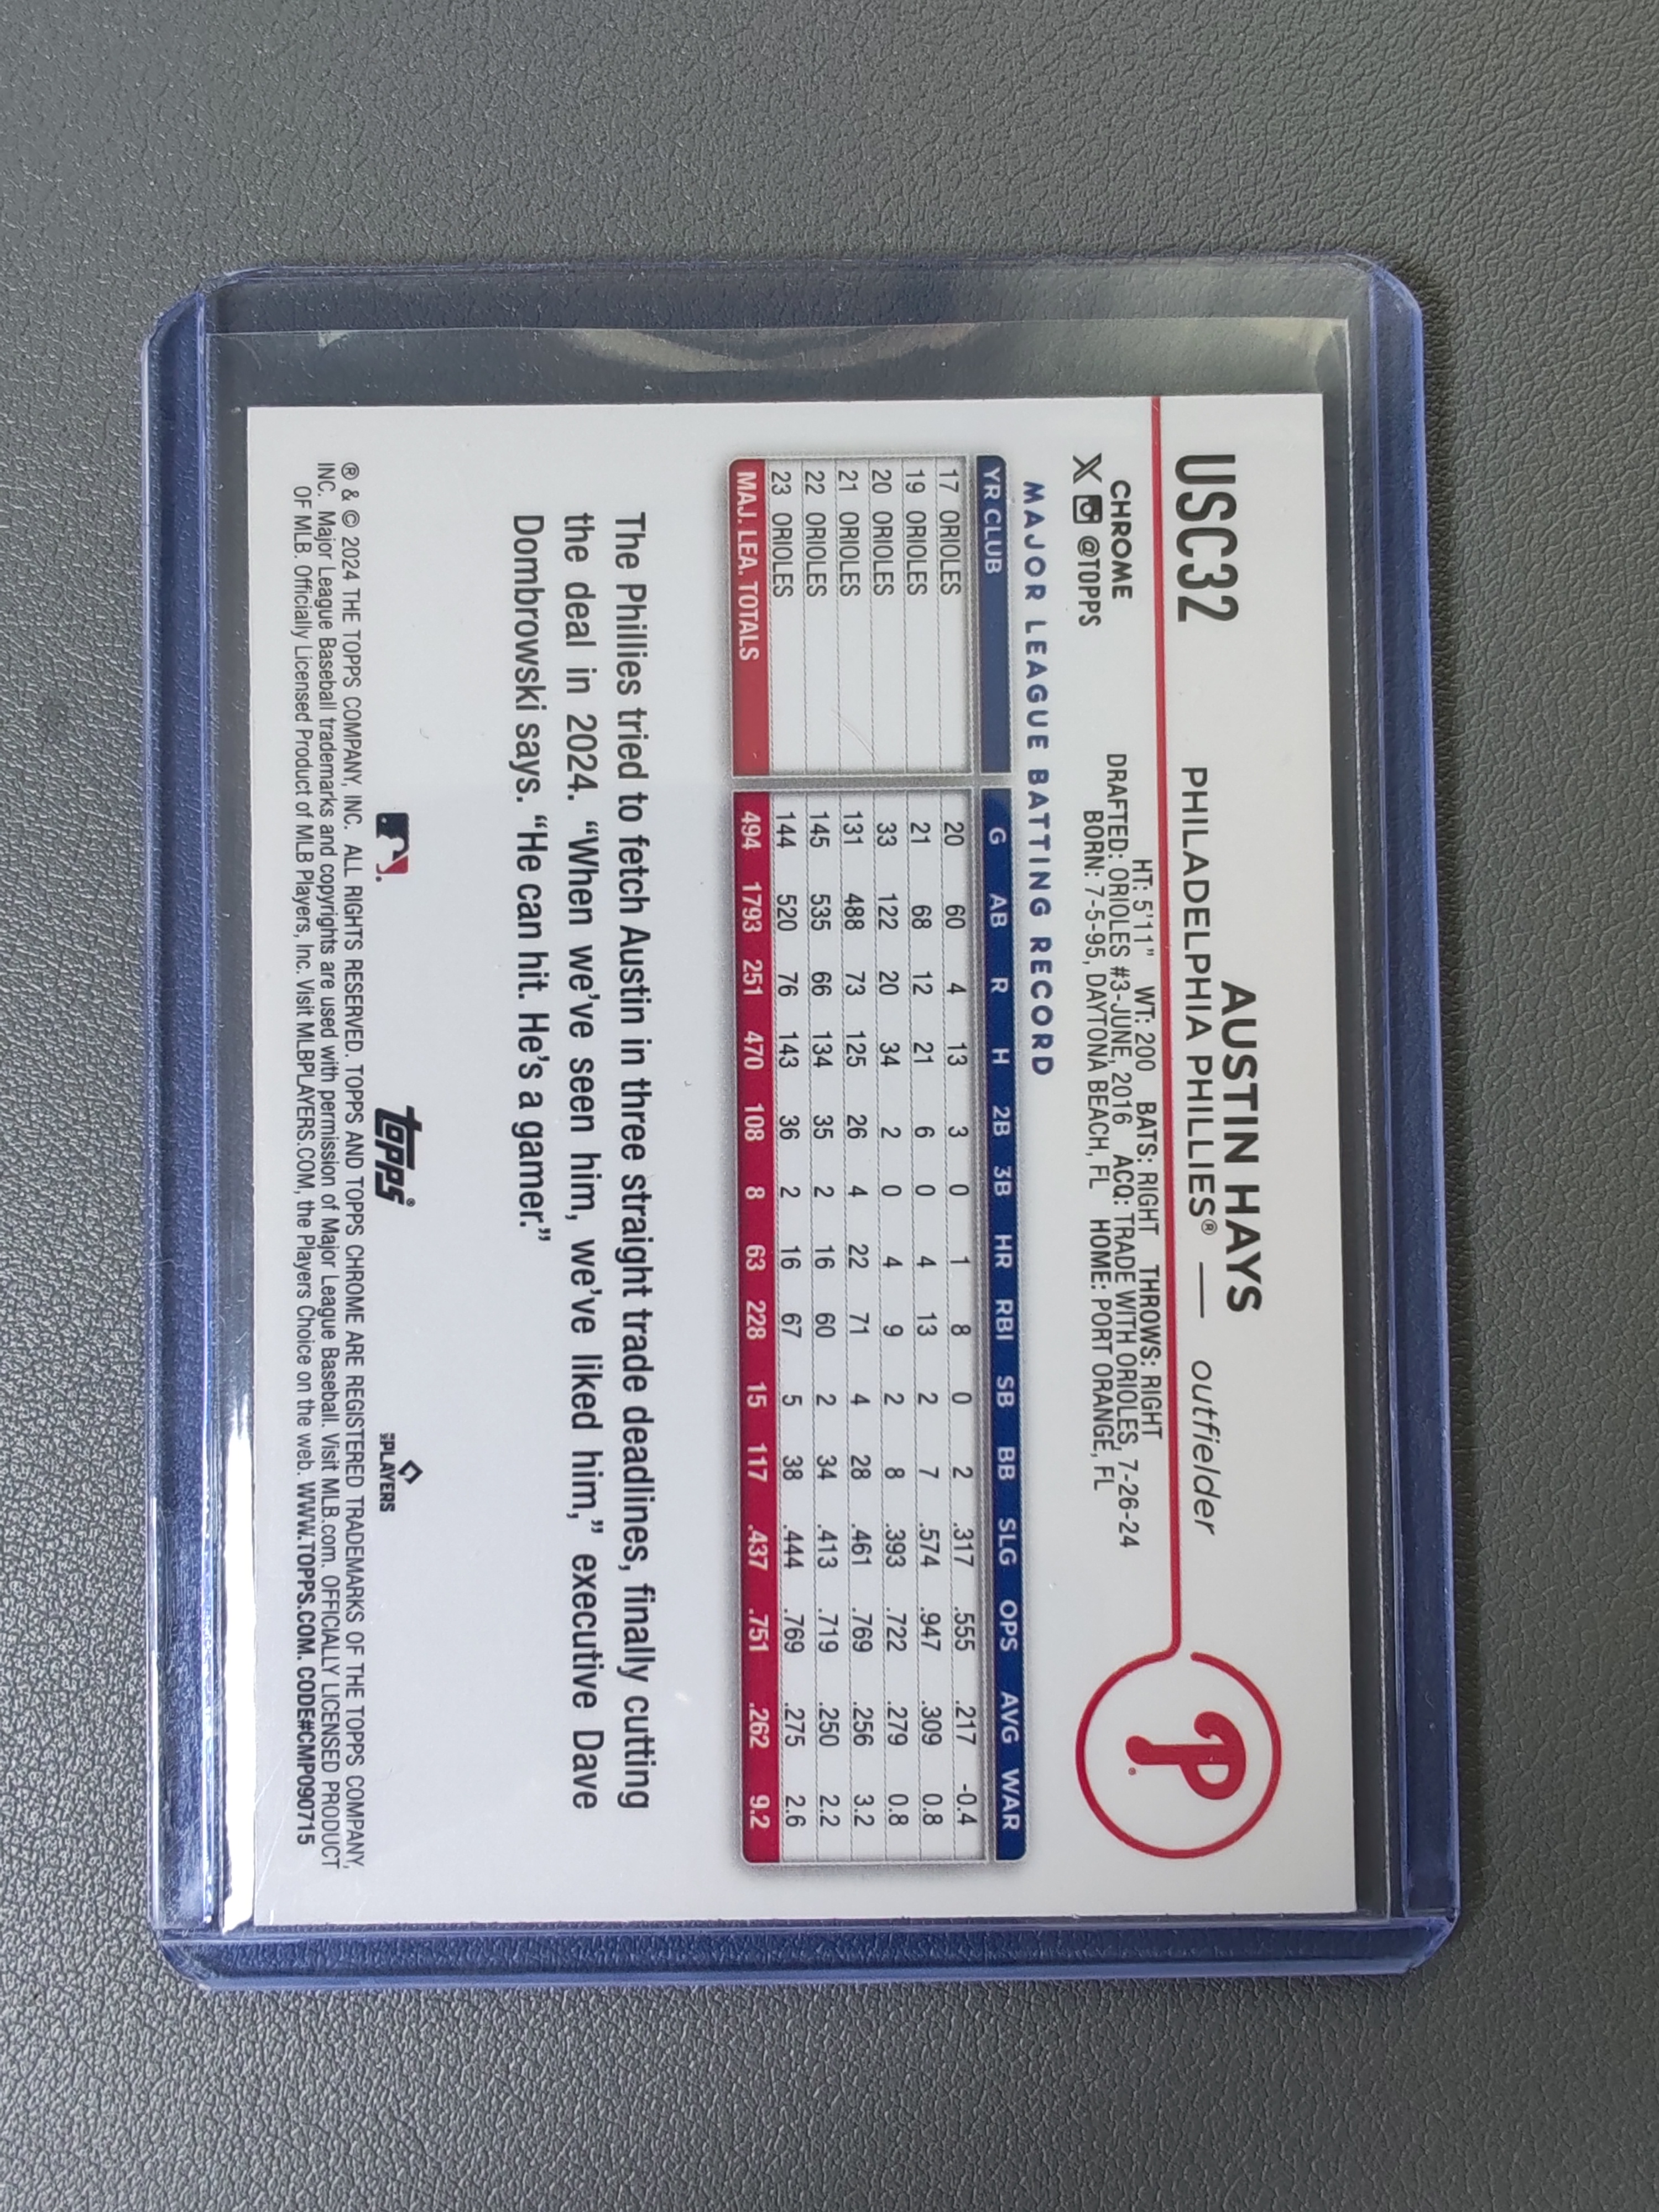 USC32
AUSTIN HAYS
PHILADELPHIA PHILLIES® — outfielder
P
CHROME
X @TOPPS
HT: 5'11" WT: 200 BATS: RIGHT THROWS: RIGHT
DRAFTED: ORIOLES #3-JUNE, 2016 ACQ: TRADE WITH ORIOLES, 7-26-24
BORN: 7-5-95, DAYTONA BEACH, FL HOME: PORT ORANGE, FL
MAJOR LEAGUE BATTING RECORD
YR CLUB G AB R H 2B 3B HR RBI SB BB SLG OPS AVG WAR
17 ORIOLES 20 60 4 13 3 0 1 8 0 2 .317 .555 .217 -0.4
19 ORIOLES 21 68 12 21 6 0 4 13 2 7 .574 .947 .309 0.8
20 ORIOLES 33 122 20 34 2 0 4 9 2 8 .393 .722 .279 0.8
21 ORIOLES 131 488 73 125 26 4 22 71 4 28 .461 .769 .256 3.2
22 ORIOLES 145 535 66 134 35 2 16 60 2 34 .413 .719 .250 2.2
23 ORIOLES 144 520 76 143 36 2 16 67 5 38 .444 .769 .275 2.6
MAJ. LEA. TOTALS 494 1793 251 470 108 8 63 228 15 117 .437 .751 .262 9.2
The Phillies tried to fetch Austin in three straight trade deadlines, finally cutting
the deal in 2024. “When we’ve seen him, we’ve liked him,” executive Dave
Dombrowski says. “He can hit. He’s a gamer.”
topps®
PLAYERS
® & © 2024 THE TOPPS COMPANY, INC. ALL RIGHTS RESERVED. TOPPS AND TOPPS CHROME ARE REGISTERED TRADEMARKS OF THE TOPPS COMPANY,
INC. Major League Baseball trademarks and copyrights are used with permission of Major League Baseball. Visit MLB.com. OFFICIALLY LICENSED PRODUCT
OF MLB. Officially Licensed Product of MLB Players, Inc. Visit MLBPLAYERS.COM, the Players Choice on the web. WWW.TOPPS.COM. CODE#CMP090715